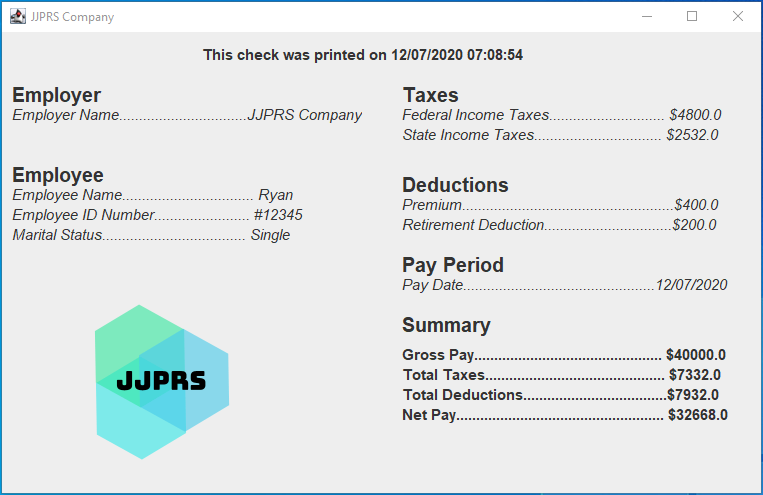 JJPRS Company
This check was printed on 12/07/2020 07:08:54
Employer
Employer Name...............................JJPRS Company
Employee
Employee Name................................ Ryan
Employee ID Number....................... #12345
Marital Status................................... Single
JJPRS
Taxes
Federal Income Taxes............................ $4800.0
State Income Taxes............................... $2532.0
Deductions
Premium...................................................$400.0
Retirement Deduction...............................$200.0
Pay Period
Pay Date...............................................12/07/2020
Summary
Gross Pay............................................. $40000.0
Total Taxes........................................... $7332.0
Total Deductions...................................$7932.0
Net Pay.................................................. $32668.0